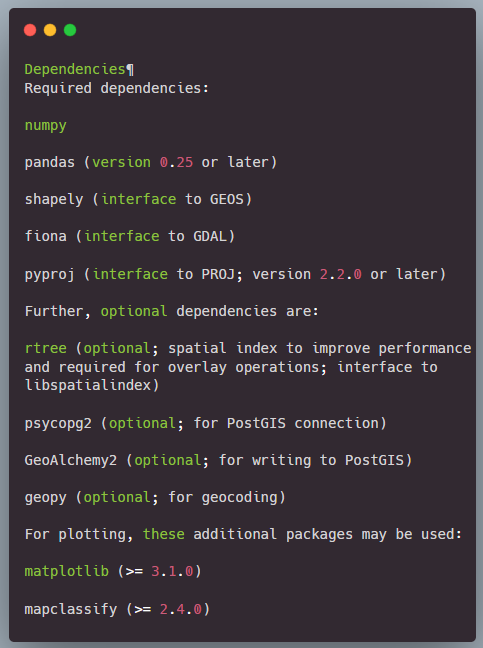 Dependencies¶
Required dependencies:
numpy
pandas (version 0.25 or later)
shapely (interface to GEOS)
fiona (interface to GDAL)
pyproj (interface to PROJ; version 2.2.0 or later)
Further, optional dependencies are:
rtree (optional; spatial index to improve performance
and required for overlay operations; interface to
libspatialindex)
psycopg2 (optional; for PostGIS connection)
GeoAlchemy2 (optional; for writing to PostGIS)
geopy (optional; for geocoding)
For plotting, these additional packages may be used:
matplotlib (>= 3.1.0)
mapclassify (>= 2.4.0)